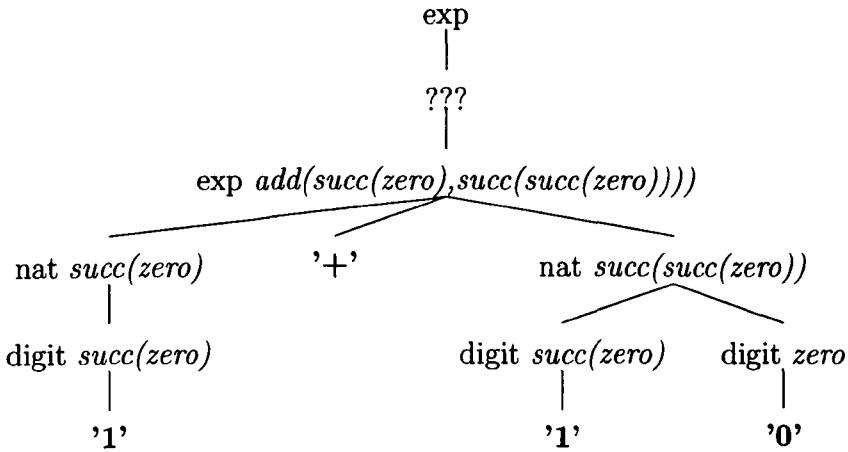 exp
???
exp add(succ(zero),succ(succ(zero))))
nat succ(zero) '+' nat succ(succ(zero))
digit succ(zero) digit succ(zero) digit zero
'1' '1' '0'